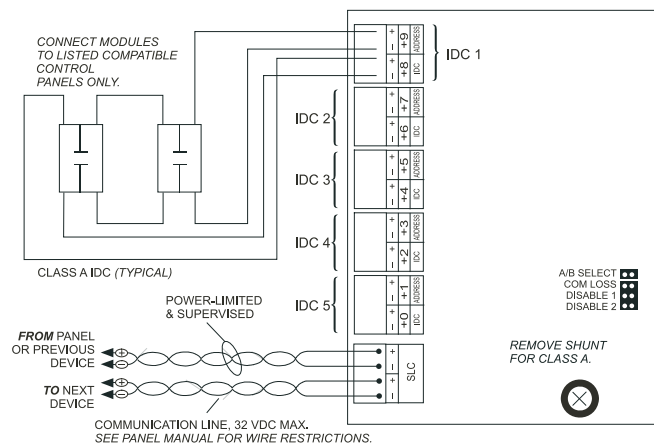 CONNECT MODULES
TO LISTED COMPATIBLE
CONTROL
PANELS ONLY.
+ +9 ADDRESS
−
+ +8 IDC
−
IDC 1
IDC 2
+ +7 ADDRESS
−
+ +6 IDC
−
IDC 3
+ +5 ADDRESS
−
+ +4 IDC
−
IDC 4
+ +3 ADDRESS
−
+ +2 IDC
−
CLASS A IDC (TYPICAL)
IDC 5
+ +1 ADDRESS
−
+ +0 IDC
−
A/B SELECT
COM LOSS
DISABLE 1
DISABLE 2
POWER-LIMITED
& SUPERVISED
FROM PANEL
OR PREVIOUS
DEVICE
+
−
TO NEXT
DEVICE
+
−
+
−
+
−
SLC
REMOVE SHUNT
FOR CLASS A.
COMMUNICATION LINE, 32 VDC MAX.
SEE PANEL MANUAL FOR WIRE RESTRICTIONS.